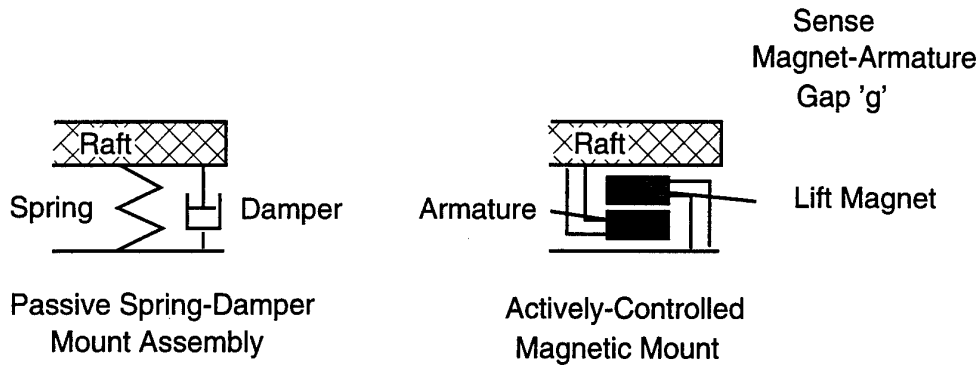 Sense
Magnet-Armature
Gap 'g'
Raft
Raft
Spring
Damper
Armature
Lift Magnet
Passive Spring-Damper
Mount Assembly
Actively-Controlled
Magnetic Mount